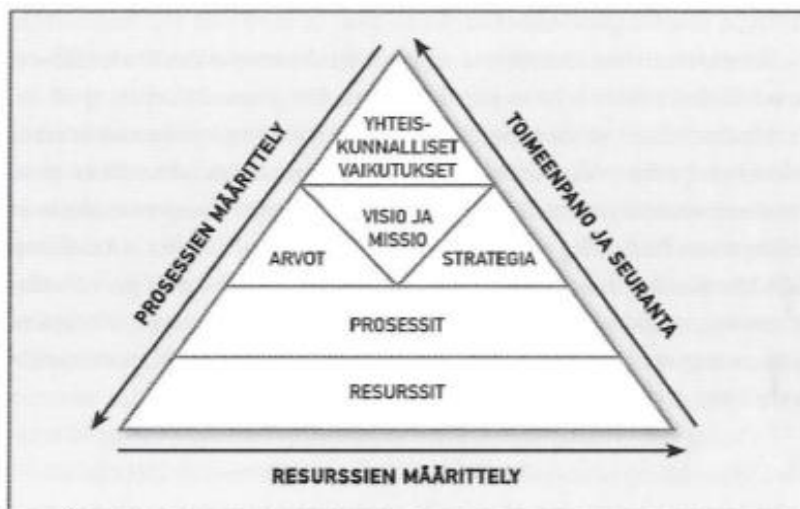 PROSESSIEN MÄÄRITTELY
TOIMEENPANO JA SEURANTA
YHTEIS-
KUNNALLISET
VAIKUTUKSET
VISIO JA
MISSIO
ARVOT
STRATEGIA
PROSESSIT
RESURSSIT
RESURSSIEN MÄÄRITTELY